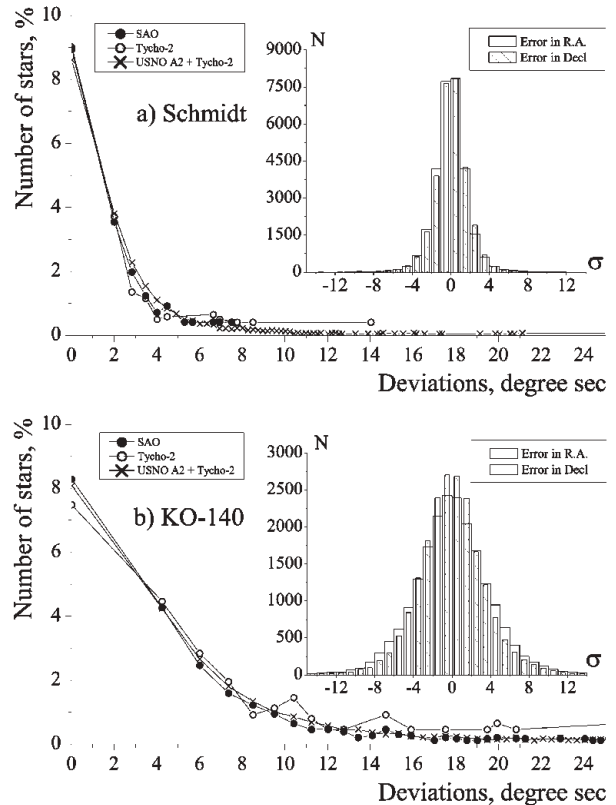 10
8
6
4
2
0
Number of stars, %
SAO
Tycho-2
USNO A2 + Tycho-2
a) Schmidt
N
Error in R.A.
Error in Decl
9000
7500
6000
4500
3000
1500
0
-12 -8 -4 0 4 8 12
σ
0 2 4 6 8 10 12 14 16 18 20 22 24
Deviations, degree sec
10
8
6
4
2
0
Number of stars, %
SAO
Tycho-2
USNO A2 + Tycho-2
b) KO-140
N
Error in R.A.
Error in Decl
3000
2500
2000
1500
1000
500
0
-12 -8 -4 0 4 8 12
σ
0 2 4 6 8 10 12 14 16 18 20 22 24
Deviations, degree sec